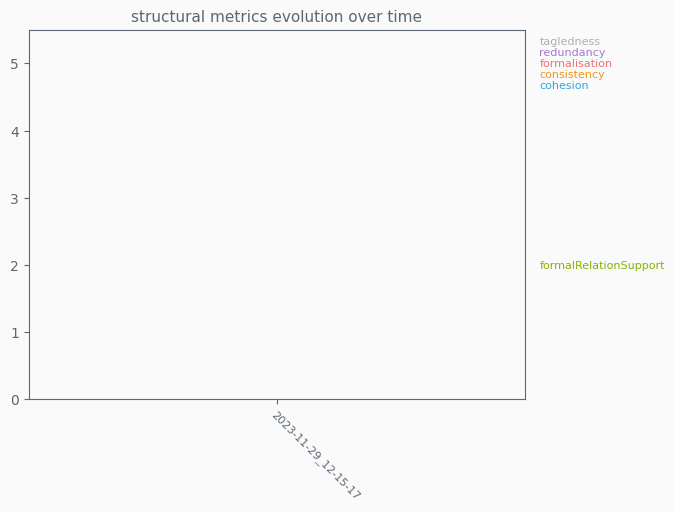 structural metrics evolution over time
tagledness
redundancy
formalisation
consistency
cohesion
formalRelationSupport
5
4
3
2
1
0
2023-11-29_12-15-17